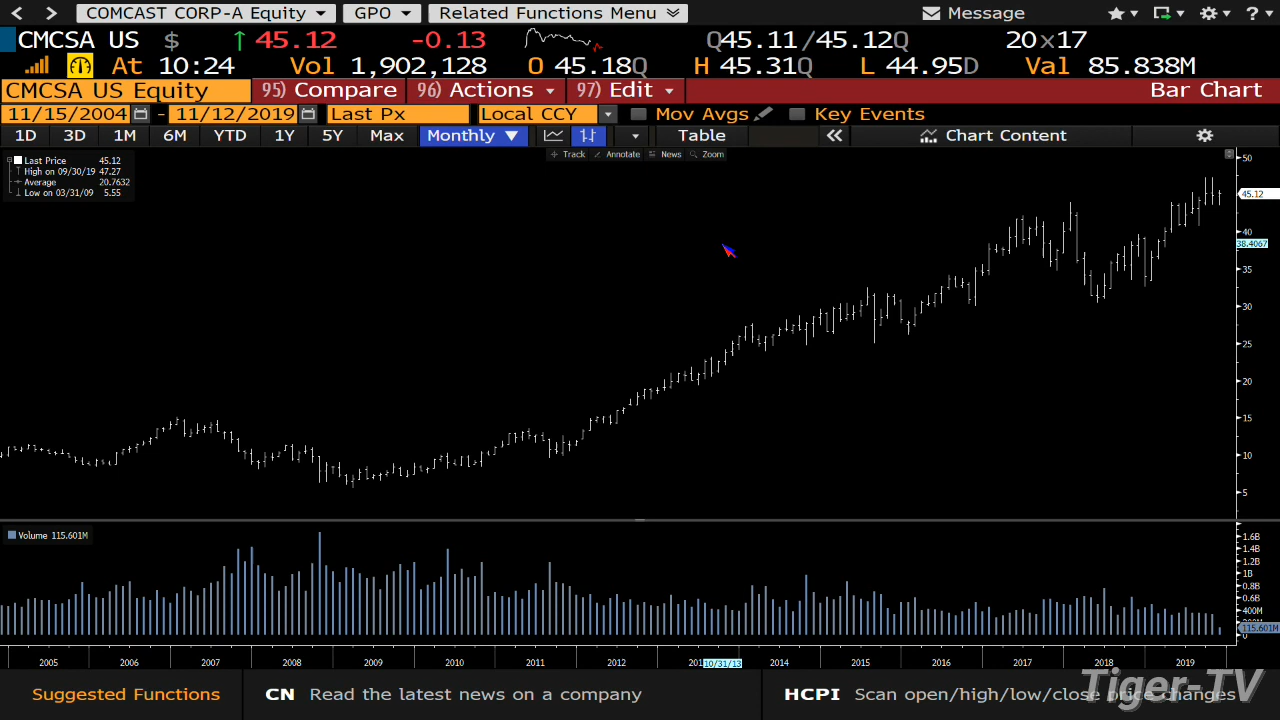 COMCAST CORP-A Equity GPO Related Functions Menu Message ?
CMCSA US $ ↑ 45.12 -0.13 Q45.11/45.12Q 20×17
At 10:24 Vol 1,902,128 O 45.18Q H 45.31Q L 44.95D Val 85.838M
CMCSA US Equity 95) Compare 96) Actions 97) Edit Bar Chart
11/15/2004 - 11/12/2019 Last Px Local CCY Mov Avgs Key Events
1D 3D 1M 6M YTD 1Y 5Y Max Monthly ▼ Table « Chart Content
Track Annotate News Zoom
Last Price 45.12
High on 09/30/19 47.27
Average 20.7632
Low on 03/31/09 5.55
50
45.12
40
38.4067
35
30
25
20
15
10
5
Volume 115.601M
1.6B
1.4B
1.2B
1B
0.8B
0.6B
400M
115.601M
0
2005 2006 2007 2008 2009 2010 2011 2012 10/31/13 2014 2015 2016 2017 2018 2019
Suggested Functions CN Read the latest news on a company HCPI Scan open/high/low/close price changes
Tiger-TV